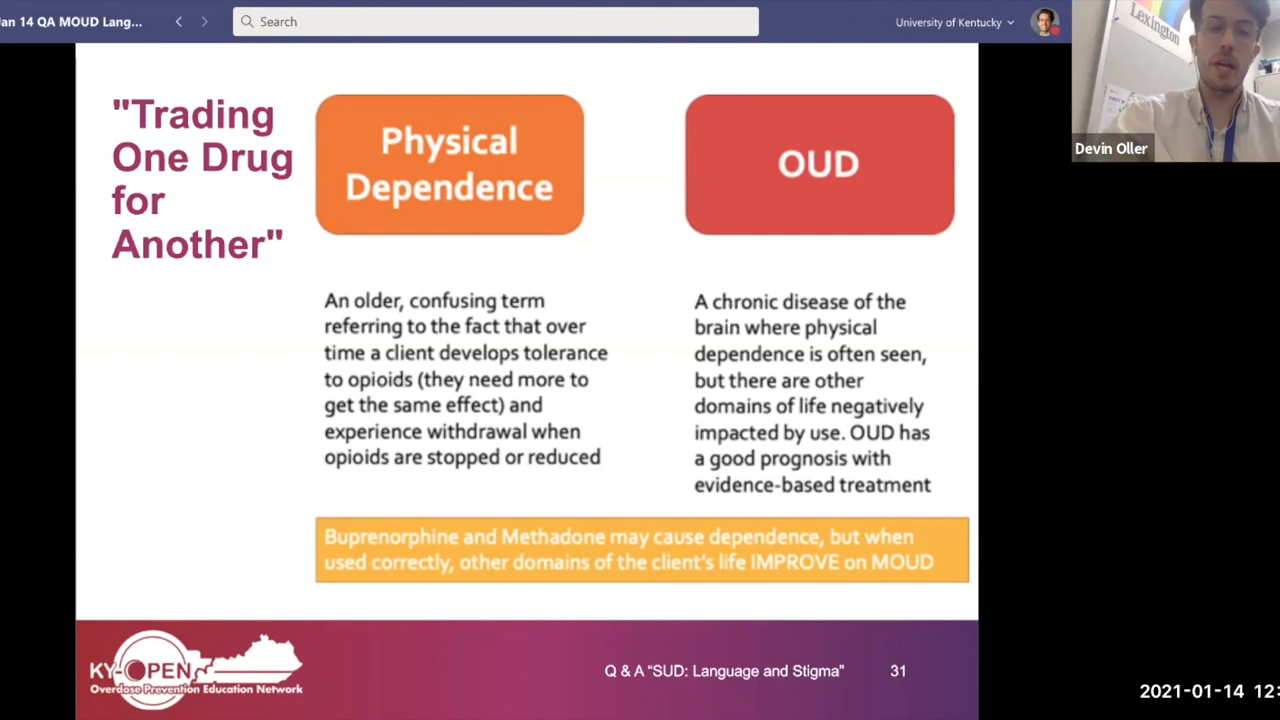 Jan 14 QA MOUD Lang...
Search
University of Kentucky
Lexington
Devin Oller
"Trading
One Drug
for
Another"
Physical
Dependence
OUD
An older, confusing term
referring to the fact that over
time a client develops tolerance
to opioids (they need more to
get the same effect) and
experience withdrawal when
opioids are stopped or reduced
A chronic disease of the
brain where physical
dependence is often seen,
but there are other
domains of life negatively
impacted by use. OUD has
a good prognosis with
evidence-based treatment
Buprenorphine and Methadone may cause dependence, but when
used correctly, other domains of the client's life IMPROVE on MOUD
KY-OPEN
Overdose Prevention Education Network
Q & A "SUD: Language and Stigma"
31
2021-01-14 12: